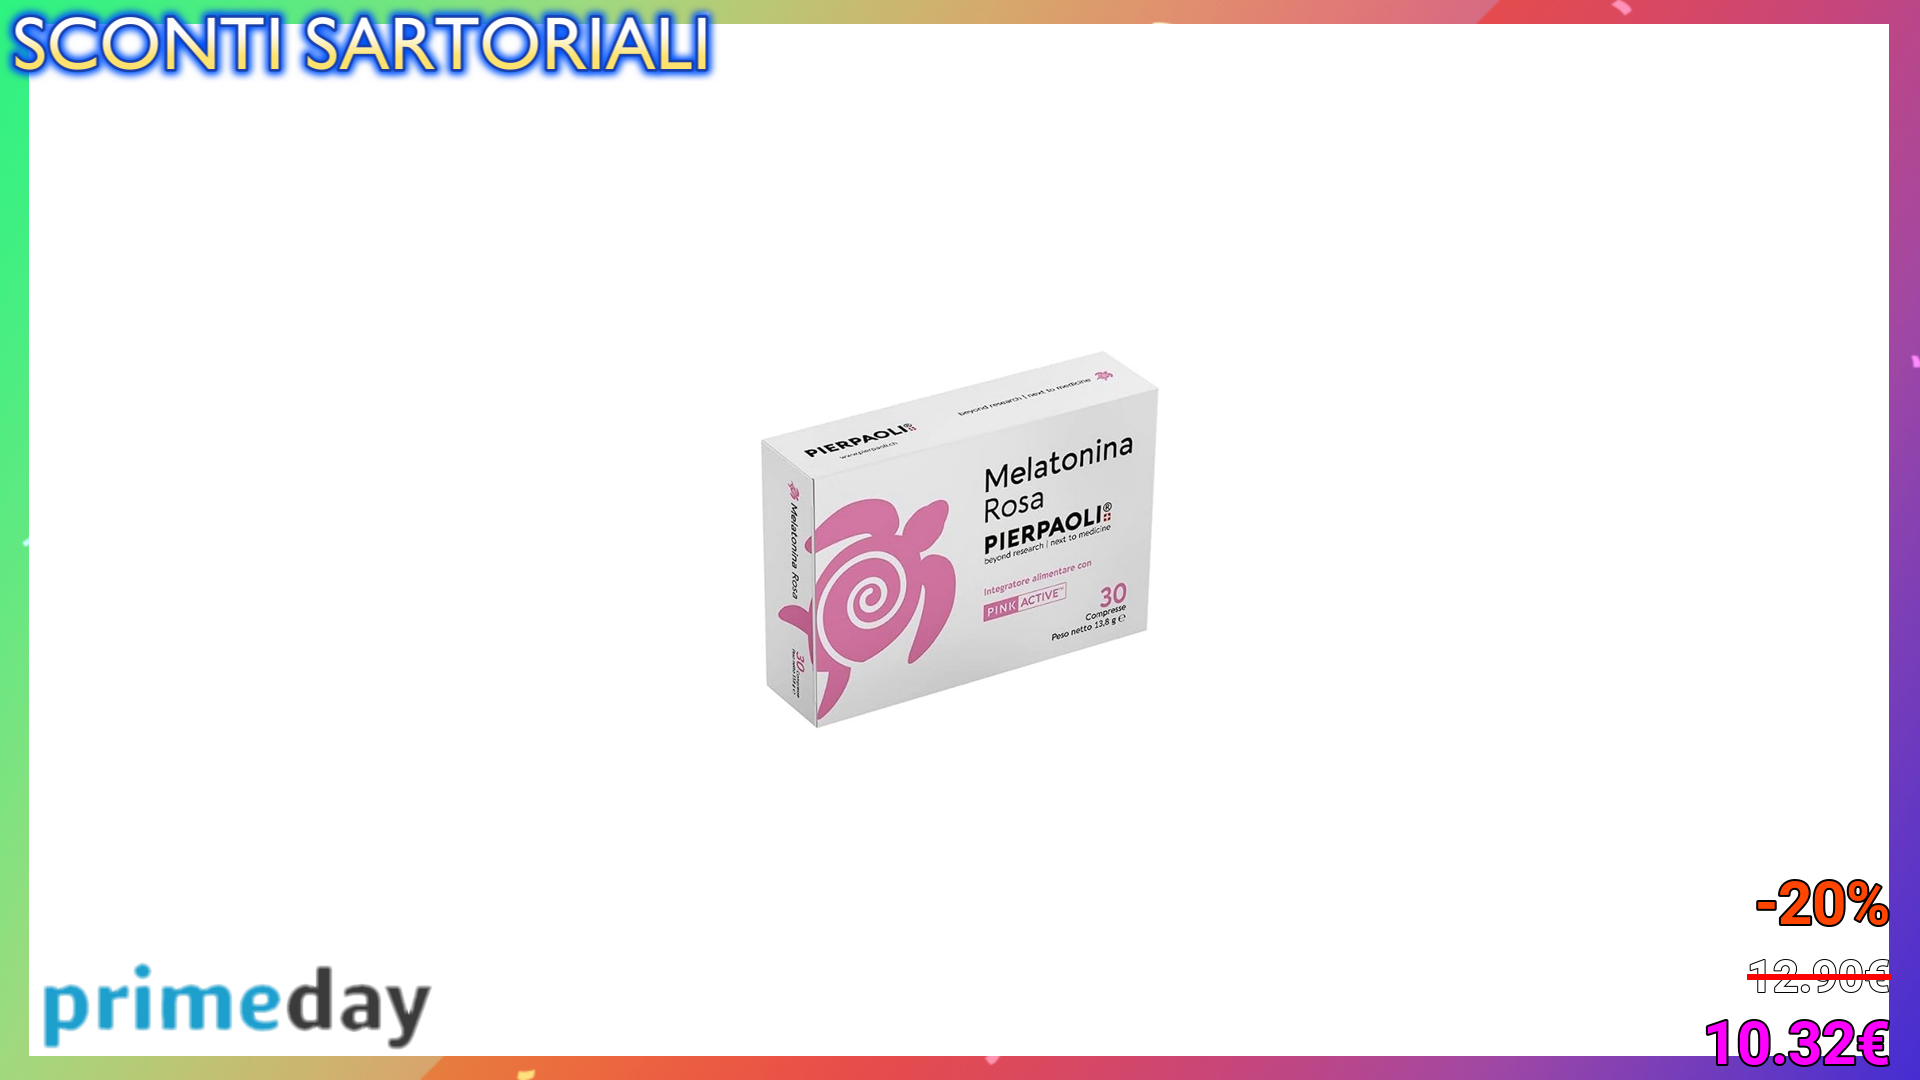 SCONTI SARTORIALI
PIERPAOLI®
www.pierpaoli.ch
beyond research | next to medicine
Melatonina Rosa
30
Melatonina
Rosa
PIERPAOLI®
beyond research | next to medicine
Integratore alimentare con
PINK ACTIVE™
30
Compresse
Peso netto 13,8 g ℮
-20%
12.90€
10.32€
primeday